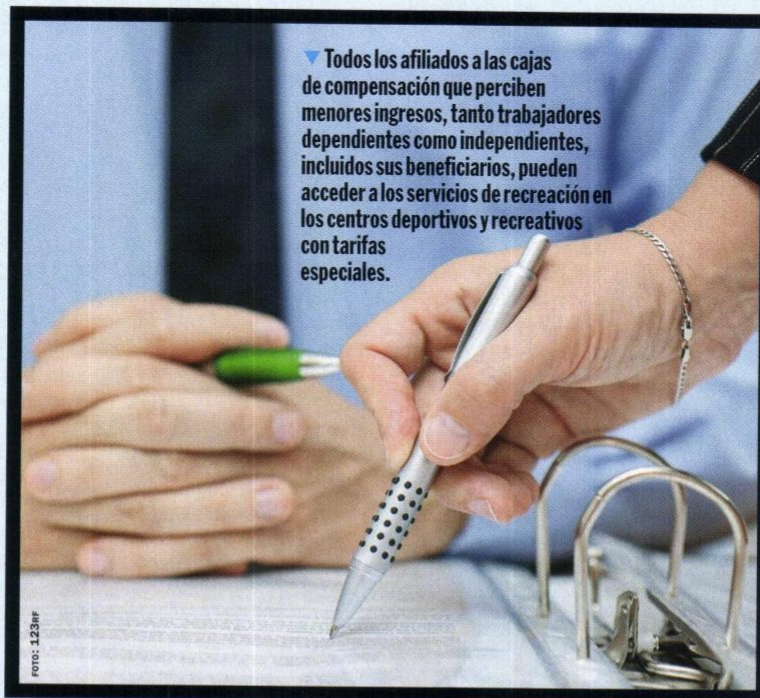 Todos los afiliados a las cajas
de compensación que perciben
menores ingresos, tanto trabajadores
dependientes como independientes,
incluidos sus beneficiarios, pueden
acceder a los servicios de recreación en
los centros deportivos y recreativos
con tarifas
especiales.
FOTO: 123RF